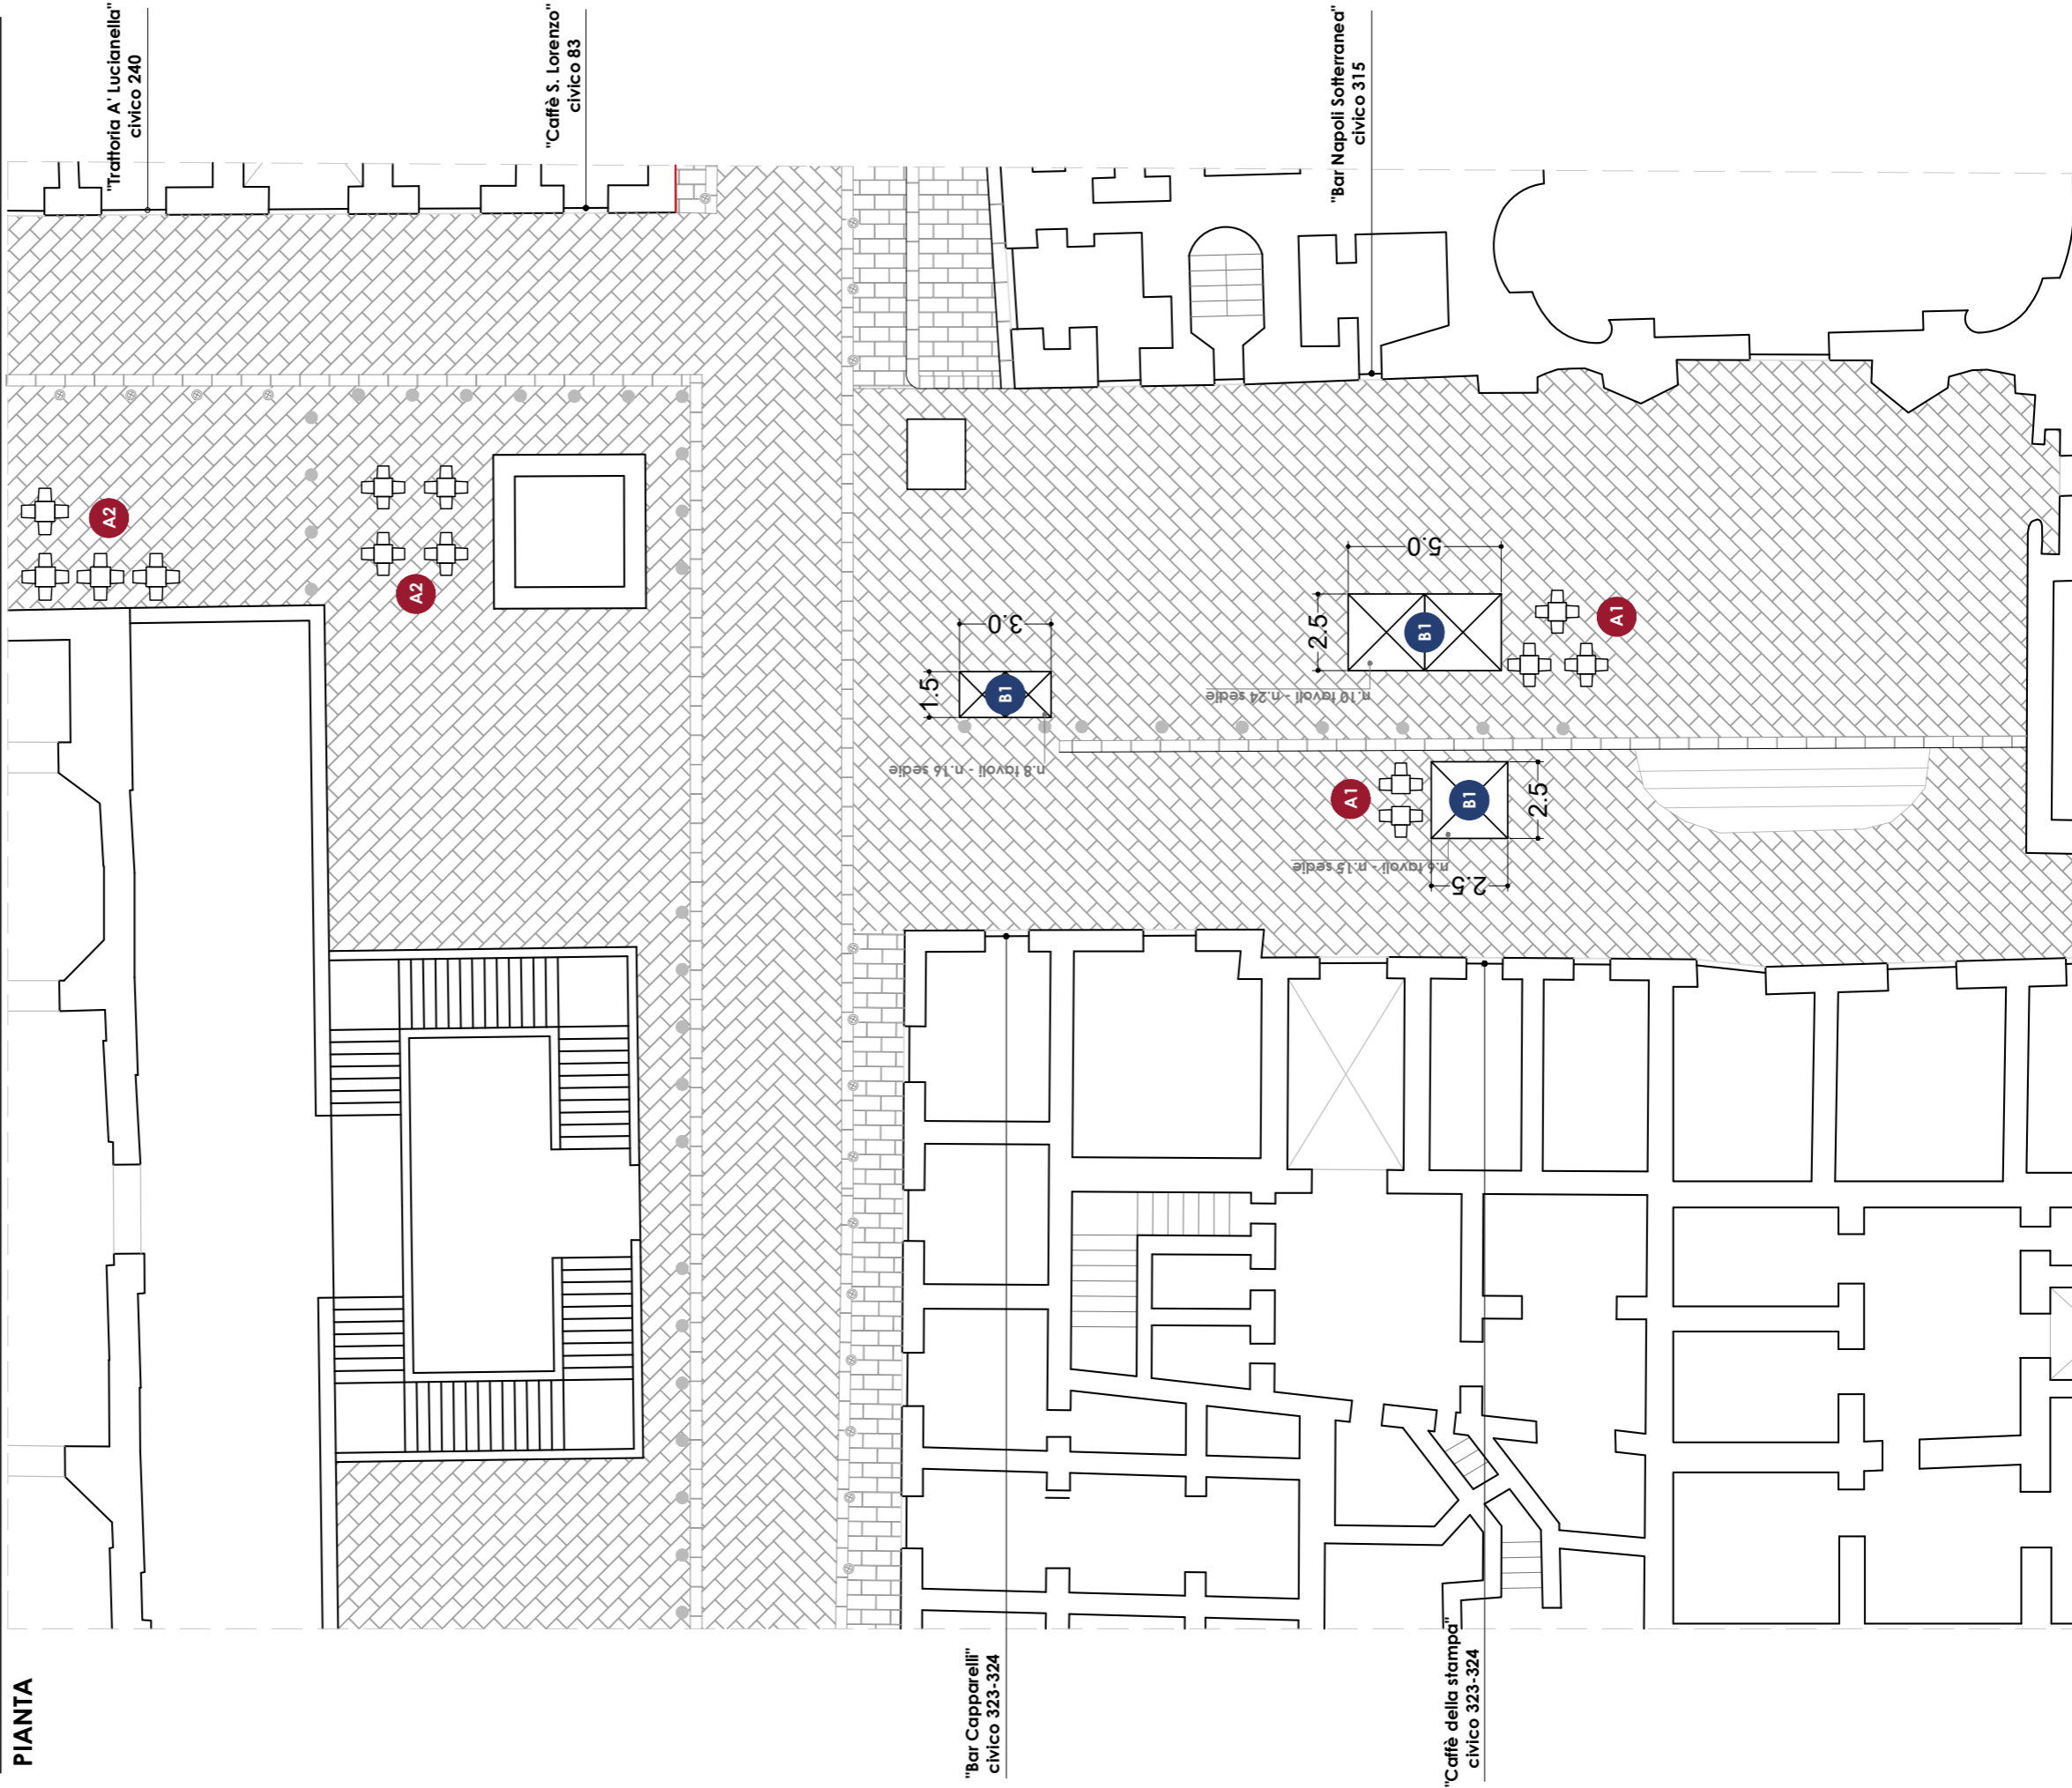 PIANTA
"Trattoria A' Lucianella"
civico 240
"Caffè S. Lorenzo"
civico 83
"Bar Napoli Sotterranea"
civico 315
A2
A2
3.0
1.5
B1
n.8 tavoli - n.16 sedie
5.0
2.5
B1
A1
n.10 tavoli - n.24 sedie
A1
B1
2.5
2.5
n.6 tavoli - n.15 sedie
"Bar Capparelli"
civico 323-324
"Caffè della stampa"
civico 323-324